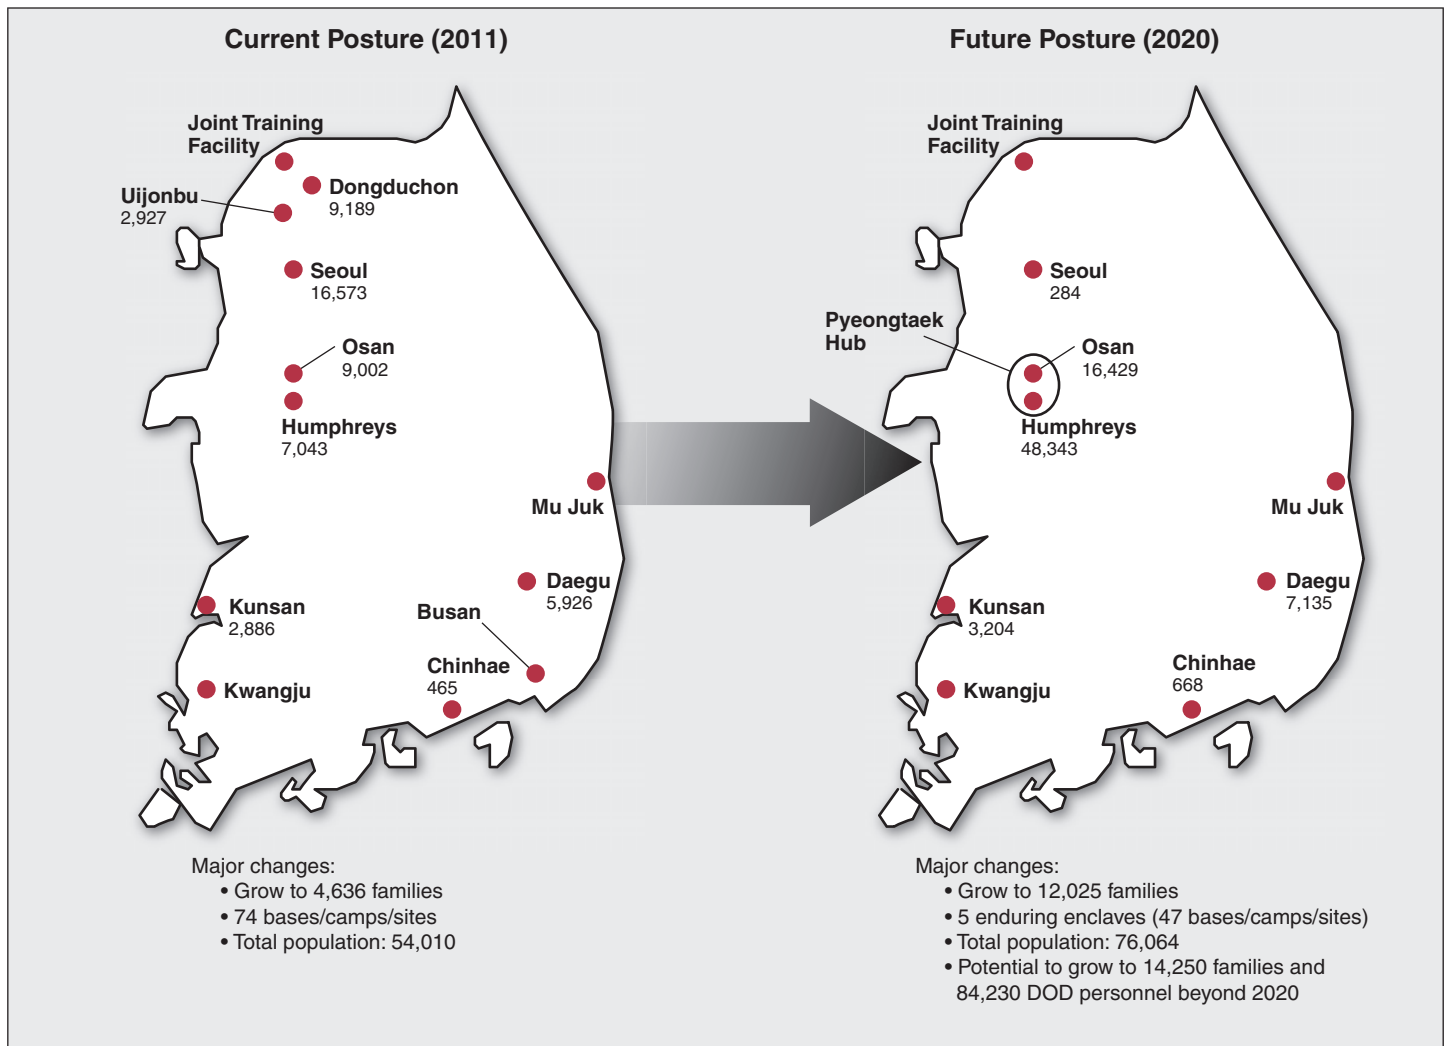 Current Posture (2011)
Joint Training
Facility
Uijonbu
2,927
Dongduchon
9,189
Seoul
16,573
Osan
9,002
Humphreys
7,043
Mu Juk
Daegu
5,926
Kunsan
2,886
Busan
Chinhae
465
Kwangju
Major changes:
• Grow to 4,636 families
• 74 bases/camps/sites
• Total population: 54,010
Future Posture (2020)
Joint Training
Facility
Seoul
284
Pyeongtaek
Hub
Osan
16,429
Humphreys
48,343
Mu Juk
Daegu
7,135
Kunsan
3,204
Chinhae
668
Kwangju
Major changes:
• Grow to 12,025 families
• 5 enduring enclaves (47 bases/camps/sites)
• Total population: 76,064
• Potential to grow to 14,250 families and
84,230 DOD personnel beyond 2020